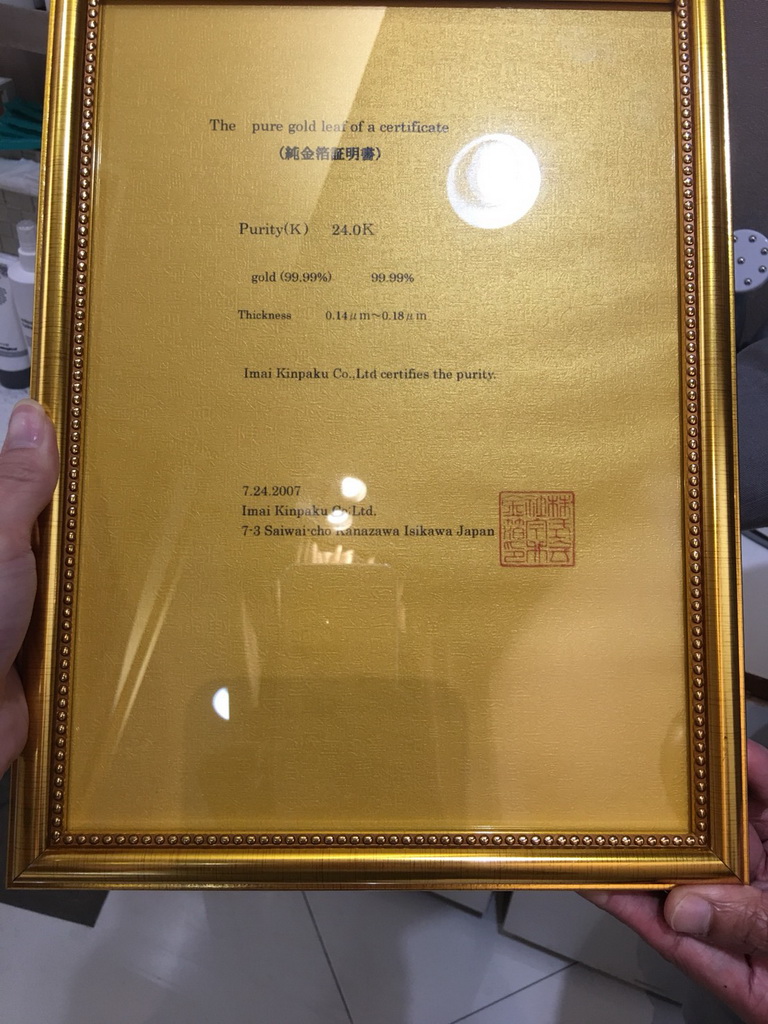 The pure gold leaf of a certificate
(純金箔証明書)
Purity(K) 24.0K
gold (99.99%) 99.99%
Thickness 0.14μm~0.18μm
Imai Kinpaku Co.,Ltd certifies the purity.
7.24.2007
Imai Kinpaku Co.Ltd.
7-3 Saiwai-cho Kanazawa Isikawa Japan